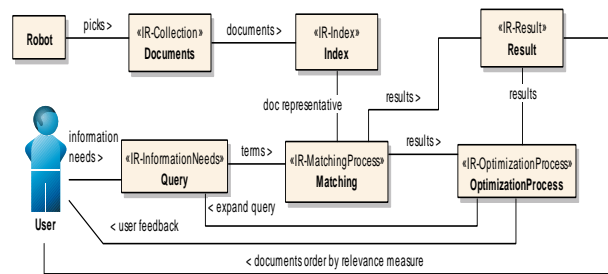 picks >
documents >
Robot
«IR-Collection»
Documents
«IR-Index»
Index
«IR-Result»
Result
doc representative
results >
results
information
needs >
«IR-InformationNeeds»
Query
terms >
«IR-MatchingProcess»
Matching
results >
«IR-OptimizationProcess»
OptimizationProcess
< expand query
User
< user feedback
< documents order by relevance measure